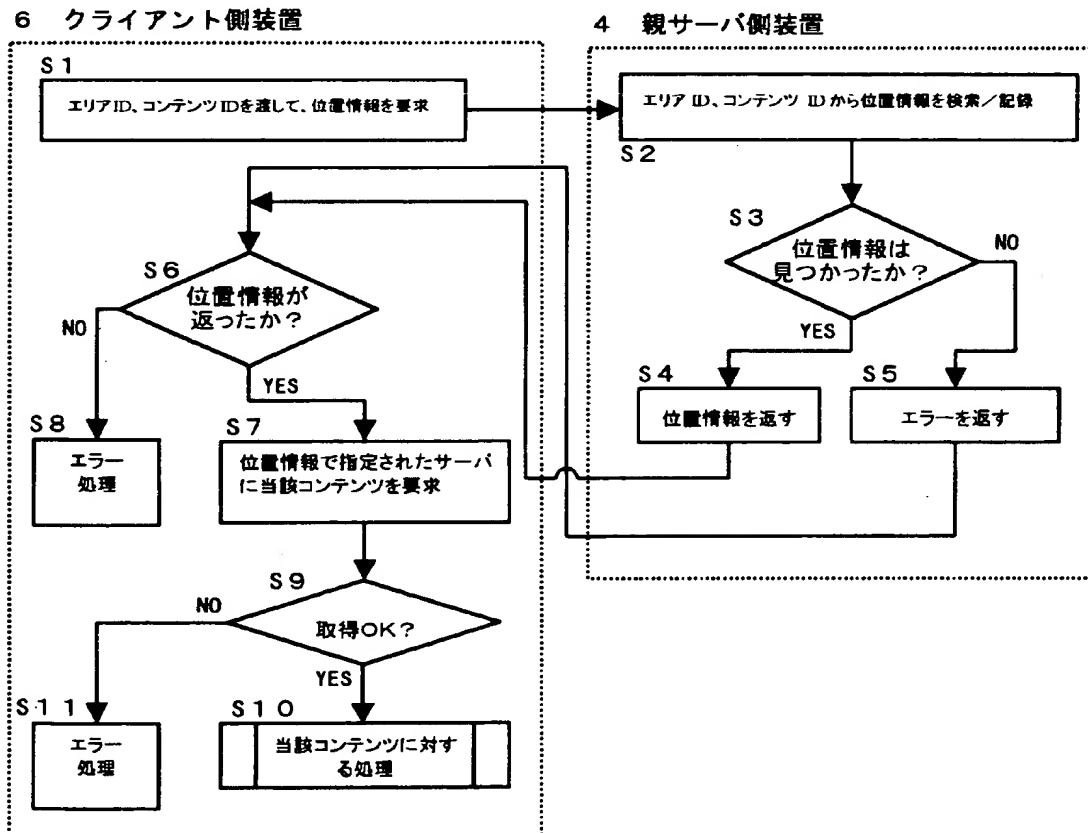 6 クライアント側装置
S1
エリアID、コンテンツIDを渡して、位置情報を要求
S6
位置情報が
返ったか？
NO
YES
S8
エラー
処理
S7
位置情報で指定されたサーバ
に当該コンテンツを要求
S9
NO
取得OK？
YES
S11
エラー
処理
S10
当該コンテンツに対す
る処理
4 親サーバ側装置
エリアID、コンテンツIDから位置情報を検索／記録
S2
S3
位置情報は
見つかったか？
NO
YES
S4
位置情報を返す
S5
エラーを返す